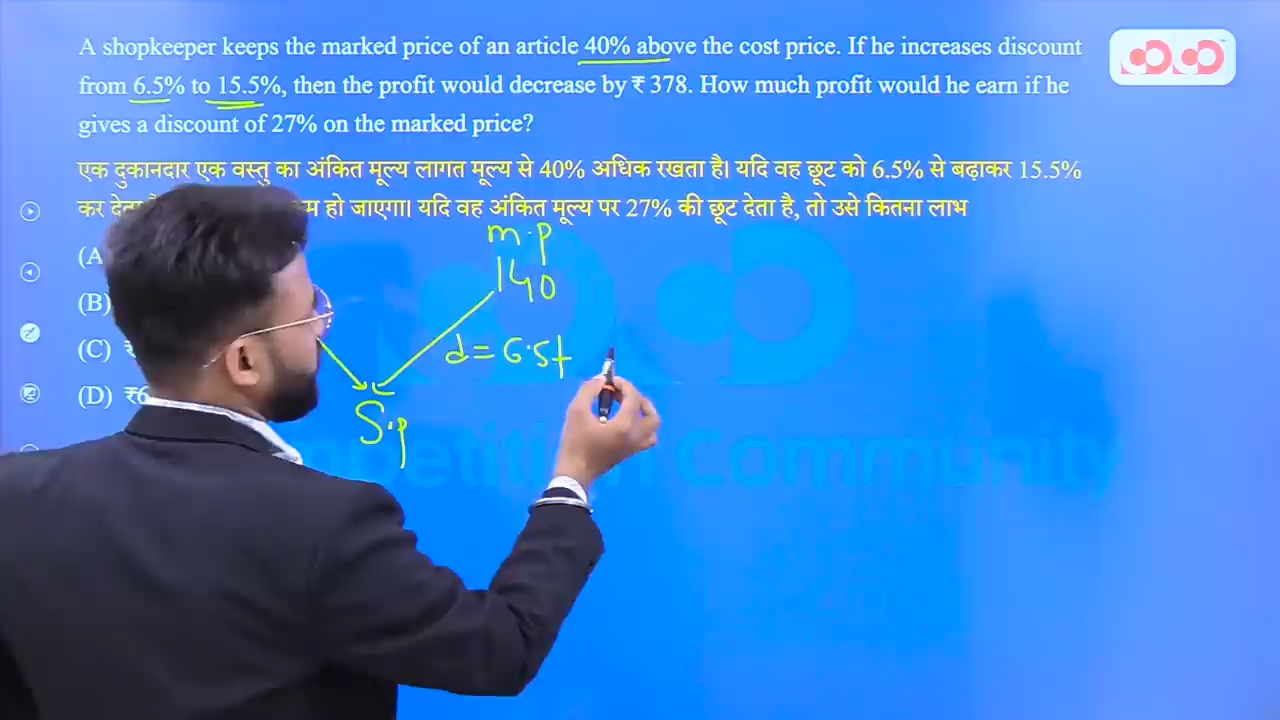 A shopkeeper keeps the marked price of an article 40% above the cost price. If he increases discount
from 6.5% to 15.5%, then the profit would decrease by ₹ 378. How much profit would he earn if he
gives a discount of 27% on the marked price?
एक दुकानदार एक वस्तु का अंकित मूल्य लागत मूल्य से 40% अधिक रखता है। यदि वह छूट को 6.5% से बढ़ाकर 15.5%
कर हो जाएगा। यदि वह अंकित मूल्य पर 27% की छूट देता है, तो उसे कितना लाभ
m.p
(A
140
(B)
(C) ₹
d = 6.5%
(D) ₹6
S.p
Competition Community